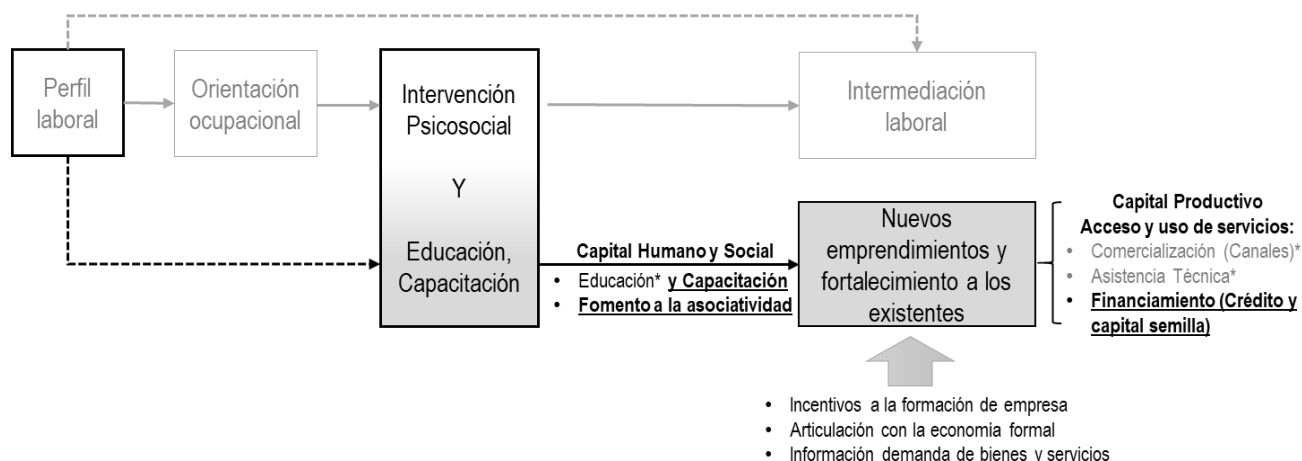 Perfil
laboral
Orientación
ocupacional
Intervención
Psicosocial
Y
Educación,
Capacitación
Intermediación
laboral
Capital Humano y Social
• Educación* y Capacitación
• Fomento a la asociatividad
Nuevos
emprendimientos y
fortalecimiento a los
existentes
Capital Productivo
Acceso y uso de servicios:
• Comercialización (Canales)*
• Asistencia Técnica*
• Financiamiento (Crédito y
capital semilla)
• Incentivos a la formación de empresa
• Articulación con la economía formal
• Información demanda de bienes y servicios